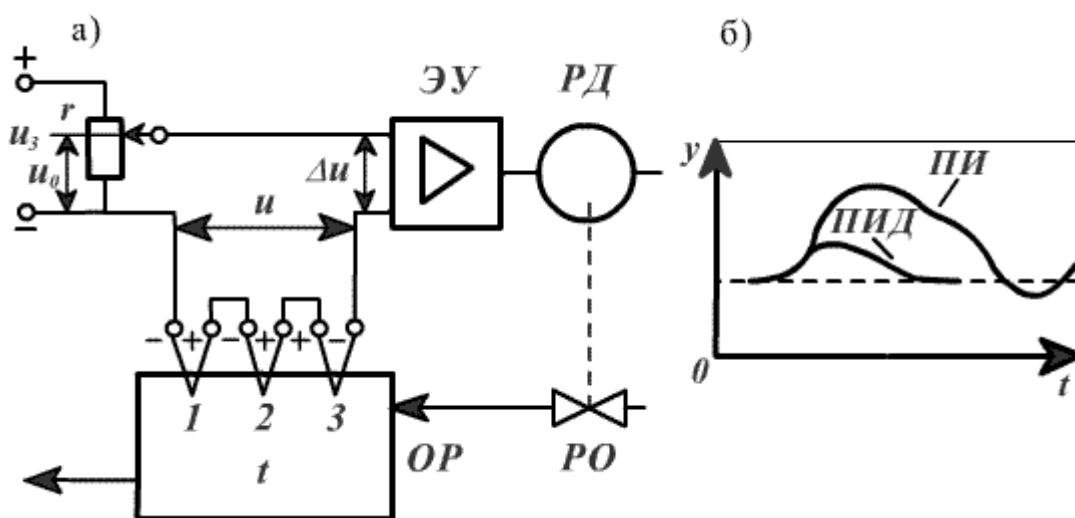 а)
б)
ЭУ
РД
+
r
u₃
u₀
Δu
−
u
у
ПИ
ПИД
0
t
− + − + + −
1 2 3
t
ОР
РО